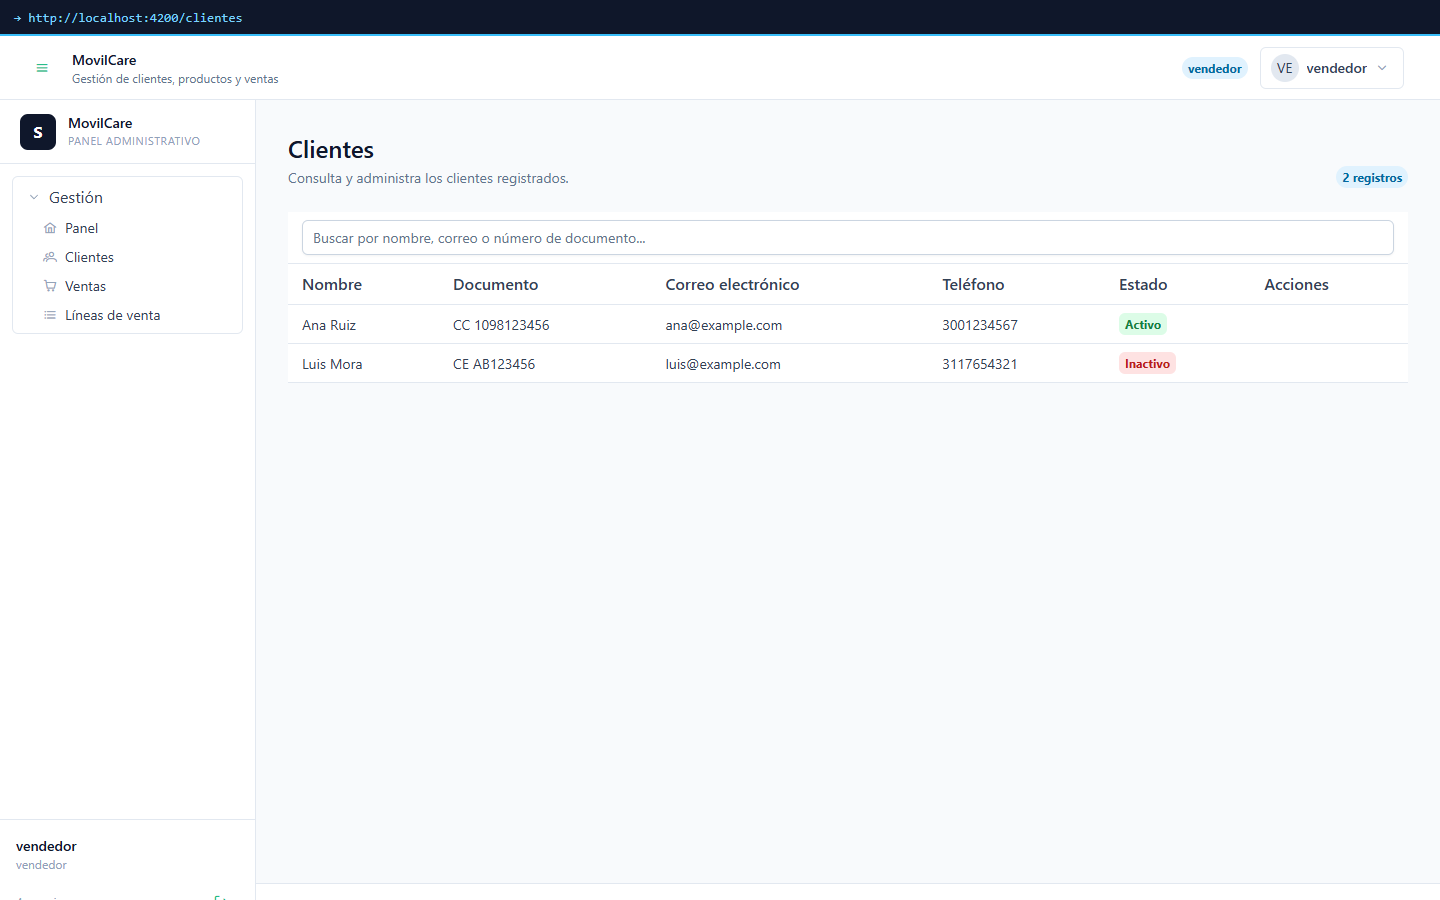 → http://localhost:4200/clientes
MovilCare
Gestión de clientes, productos y ventas
vendedor
VE vendedor
S
MovilCare
PANEL ADMINISTRATIVO
Gestión
Panel
Clientes
Ventas
Líneas de venta
Clientes
Consulta y administra los clientes registrados.
2 registros
Buscar por nombre, correo o número de documento...
Nombre Documento Correo electrónico Teléfono Estado Acciones
Ana Ruiz CC 1098123456 ana@example.com 3001234567 Activo
Luis Mora CE AB123456 luis@example.com 3117654321 Inactivo
vendedor
vendedor